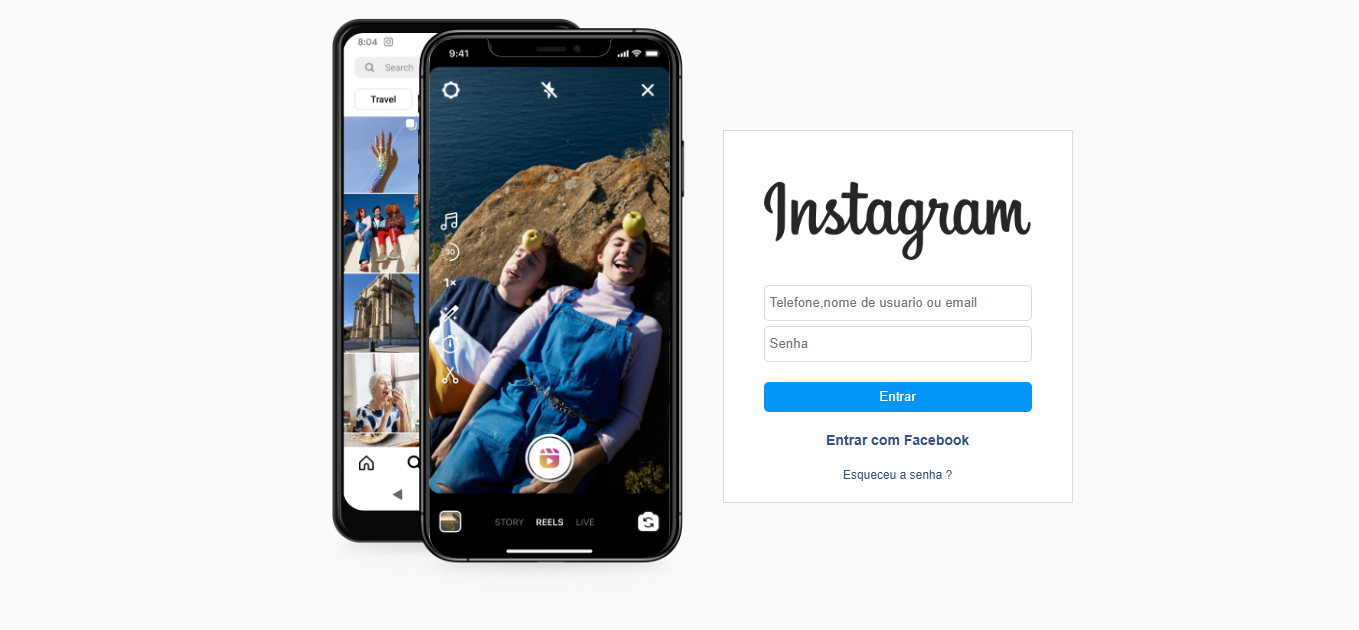 8:04
Search
Travel
9:41
30
1×
STORY REELS LIVE
Instagram
Telefone,nome de usuario ou email
Senha
Entrar
Entrar com Facebook
Esqueceu a senha ?